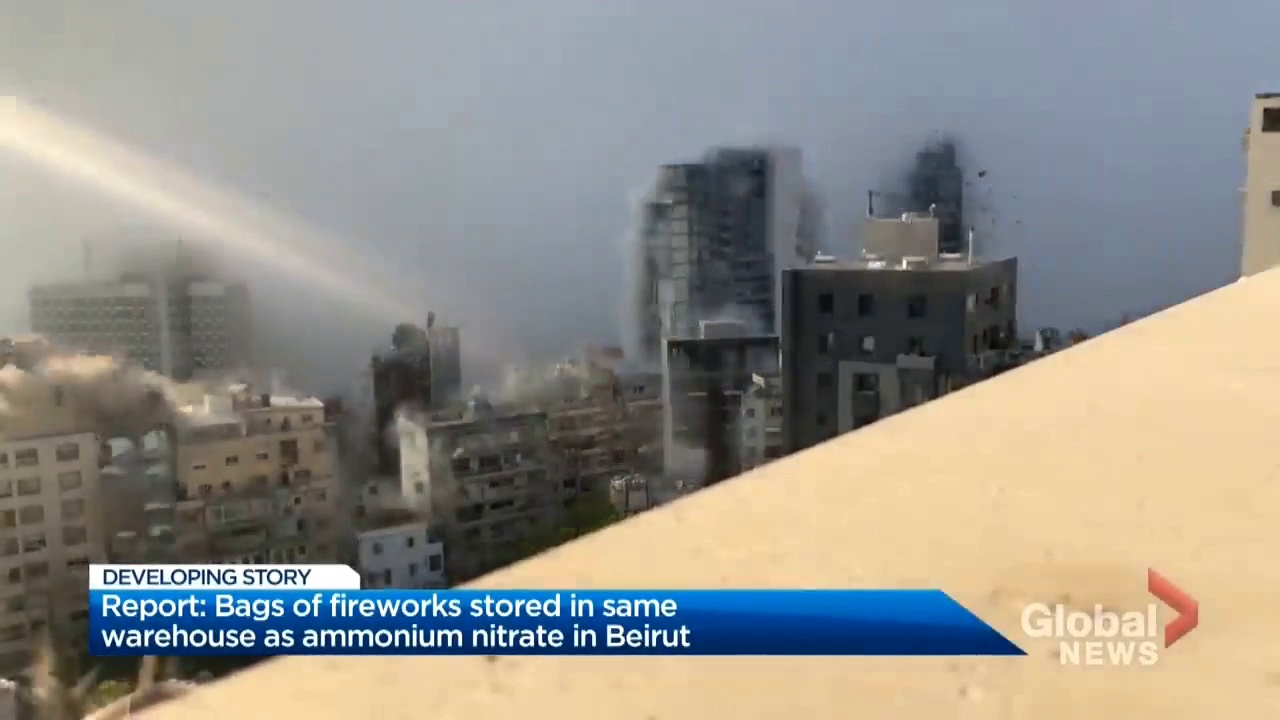 DEVELOPING STORY
Report: Bags of fireworks stored in same
warehouse as ammonium nitrate in Beirut
Global
NEWS